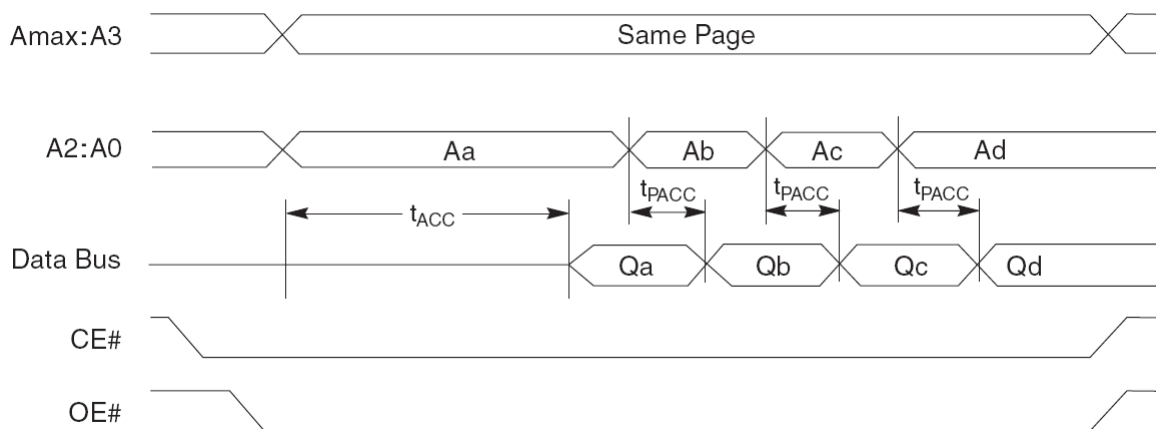 Amax:A3 Same Page
A2:A0 Aa Ab Ac Ad
tACC tPACC tPACC tPACC
Data Bus Qa Qb Qc Qd
CE#
OE#